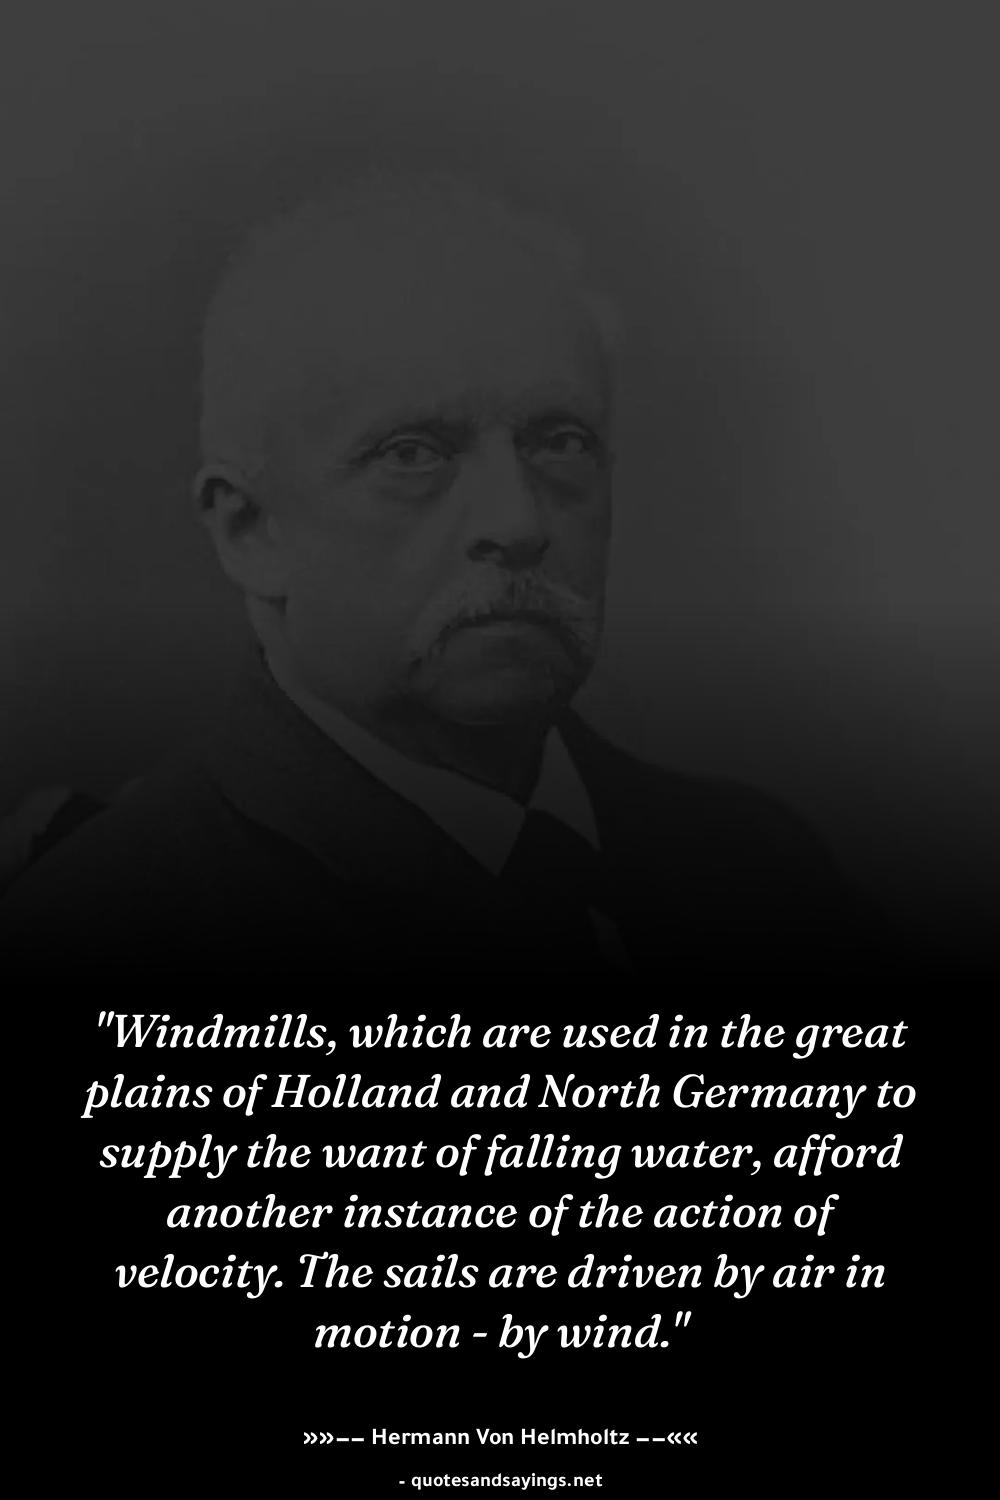 "Windmills, which are used in the great
plains of Holland and North Germany to
supply the want of falling water, afford
another instance of the action of
velocity. The sails are driven by air in
motion - by wind."
»»−− Hermann Von Helmholtz −−««
- quotesandsayings.net